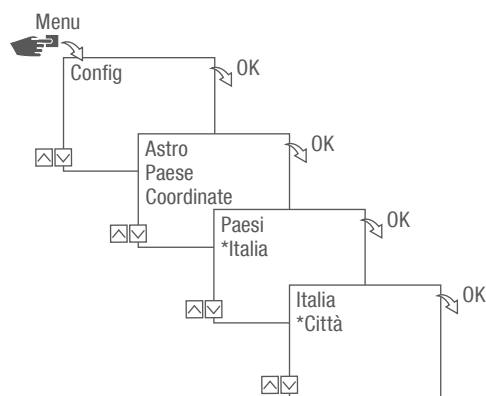 Menu
Config
OK
Astro
Paese
Coordinate
OK
Paesi
*Italia
OK
Italia
*Città
OK